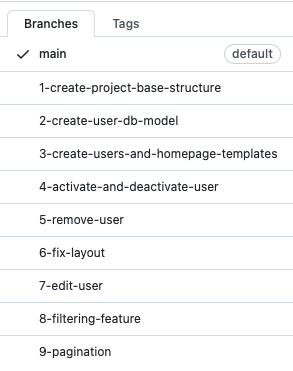 Branches Tags
main default
1-create-project-base-structure
2-create-user-db-model
3-create-users-and-homepage-templates
4-activate-and-deactivate-user
5-remove-user
6-fix-layout
7-edit-user
8-filtering-feature
9-pagination